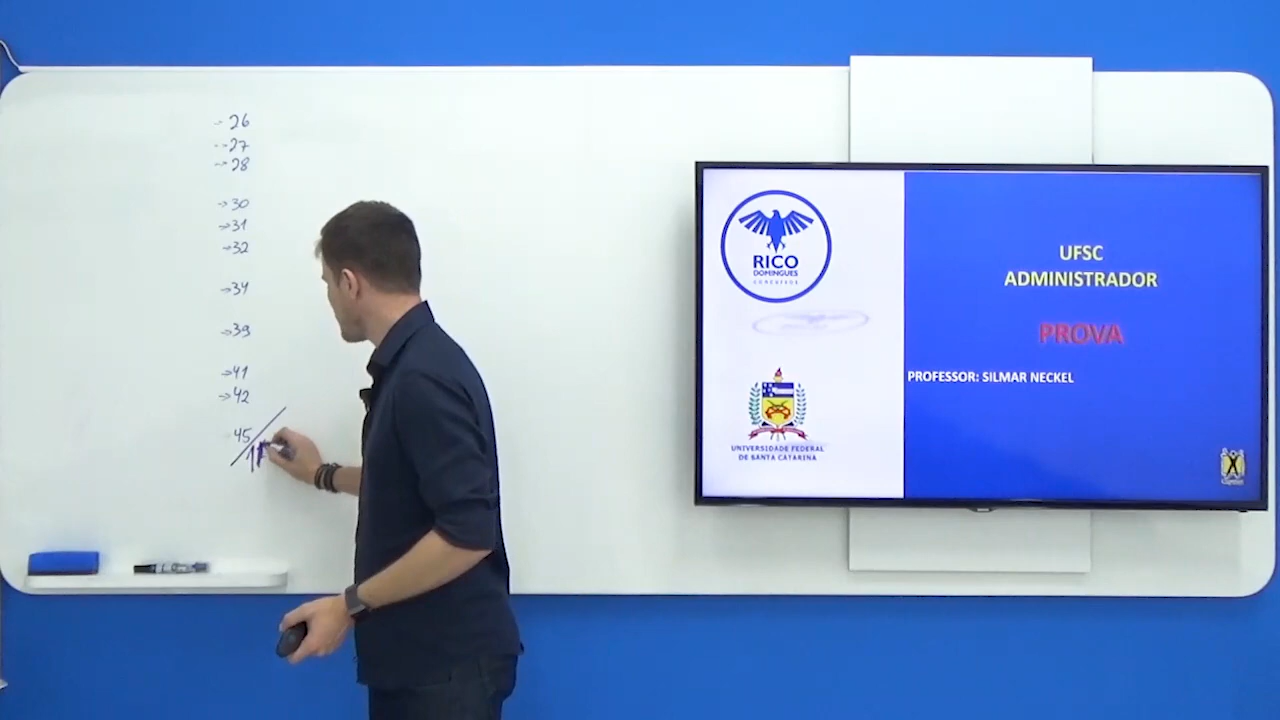 26
27
28
30
31
32
34
39
41
42
45
RICO
DOMINGUES
CONCURSOS
UNIVERSIDADE FEDERAL
DE SANTA CATARINA
UFSC
ADMINISTRADOR
PROVA
PROFESSOR: SILMAR NECKEL